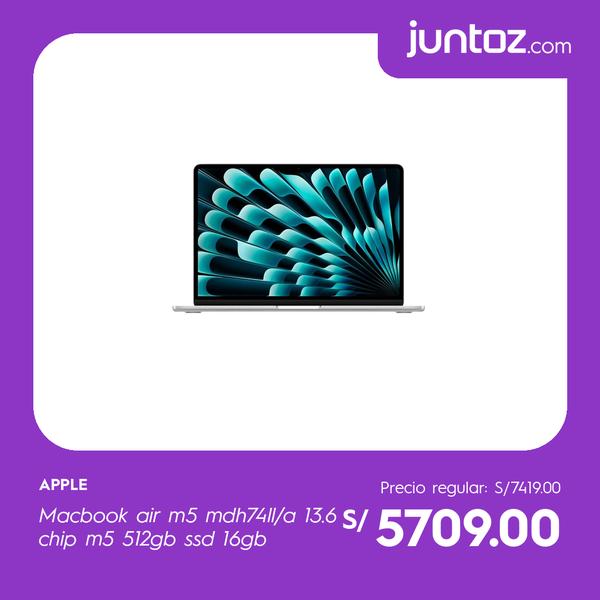 juntoz.com
APPLE
Macbook air m5 mdh74ll/a 13.6
chip m5 512gb ssd 16gb
Precio regular: S/7419.00
S/ 5709.00